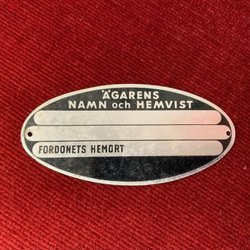 ÄGARENS
NAMN och HEMVIST
FORDONETS HEMORT